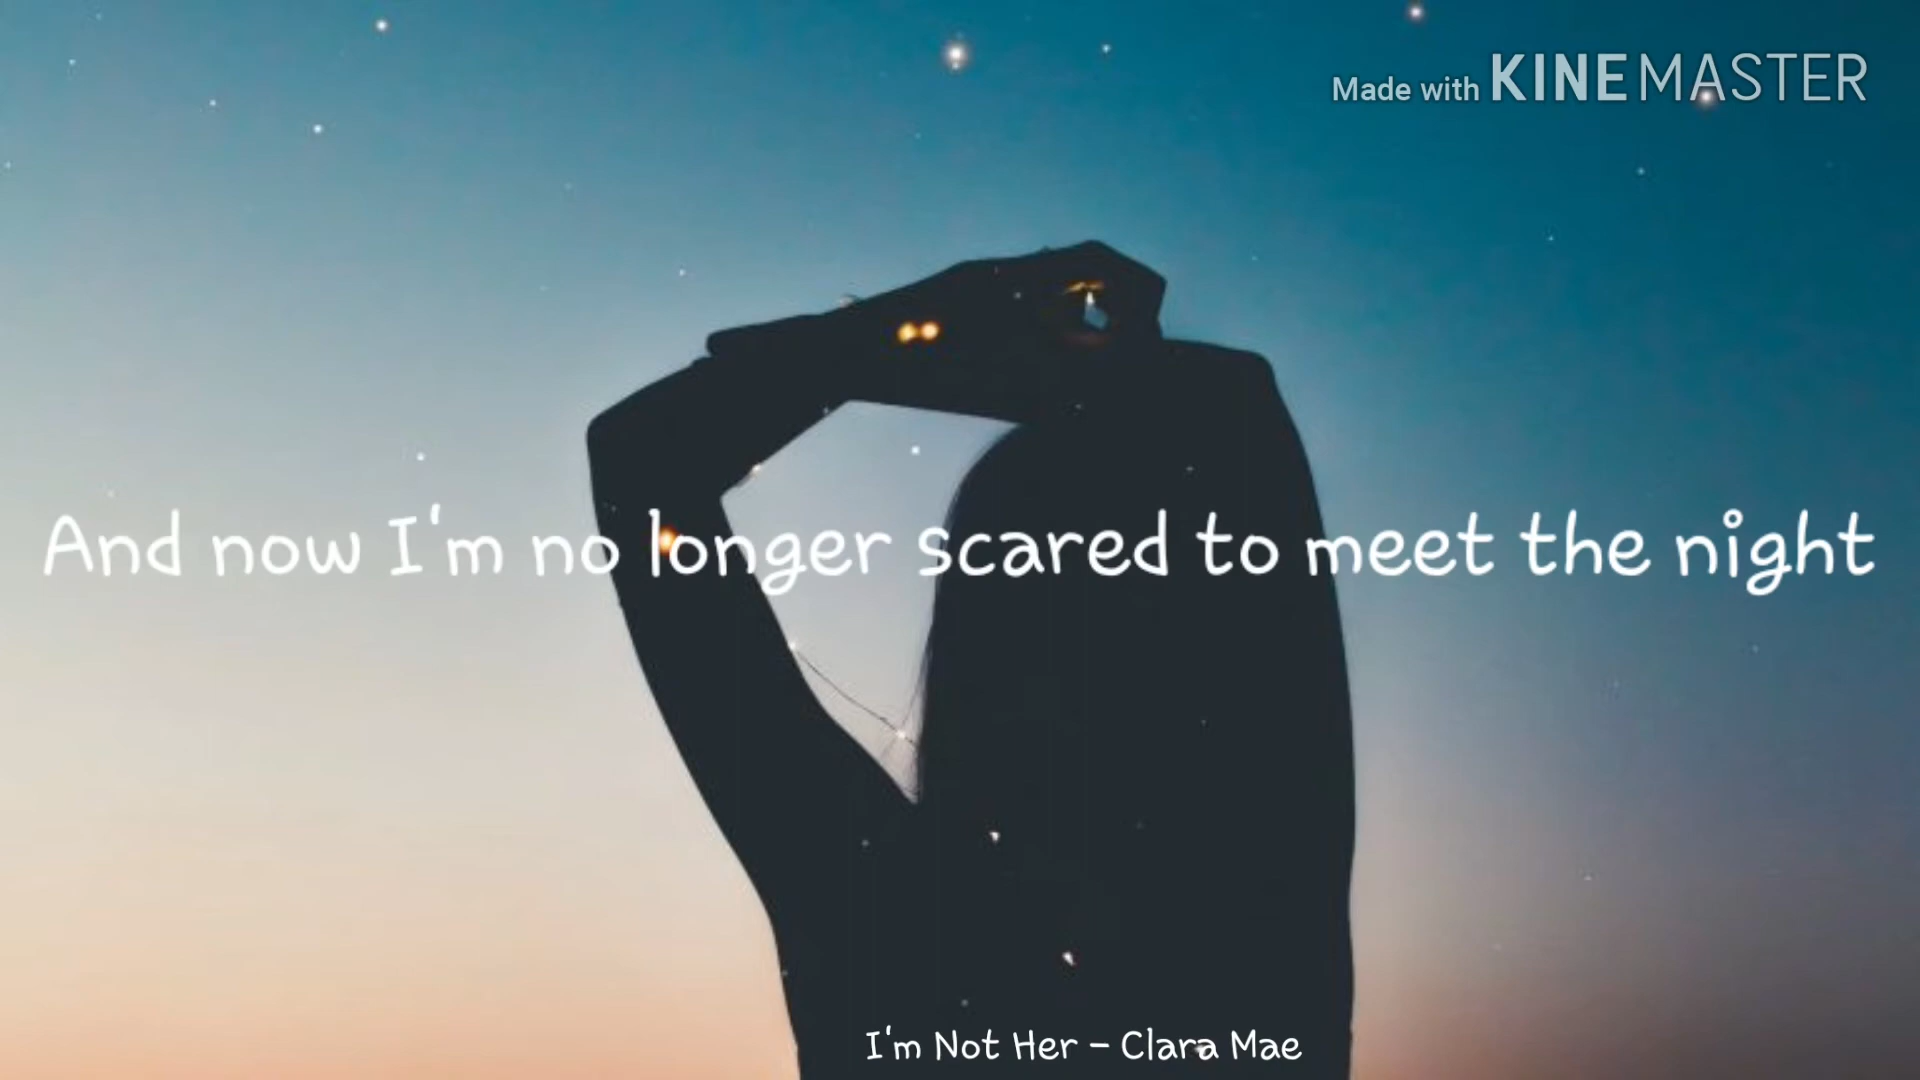 Made with KINEMASTER
And now I'm no longer scared to meet the night
I'm Not Her - Clara Mae